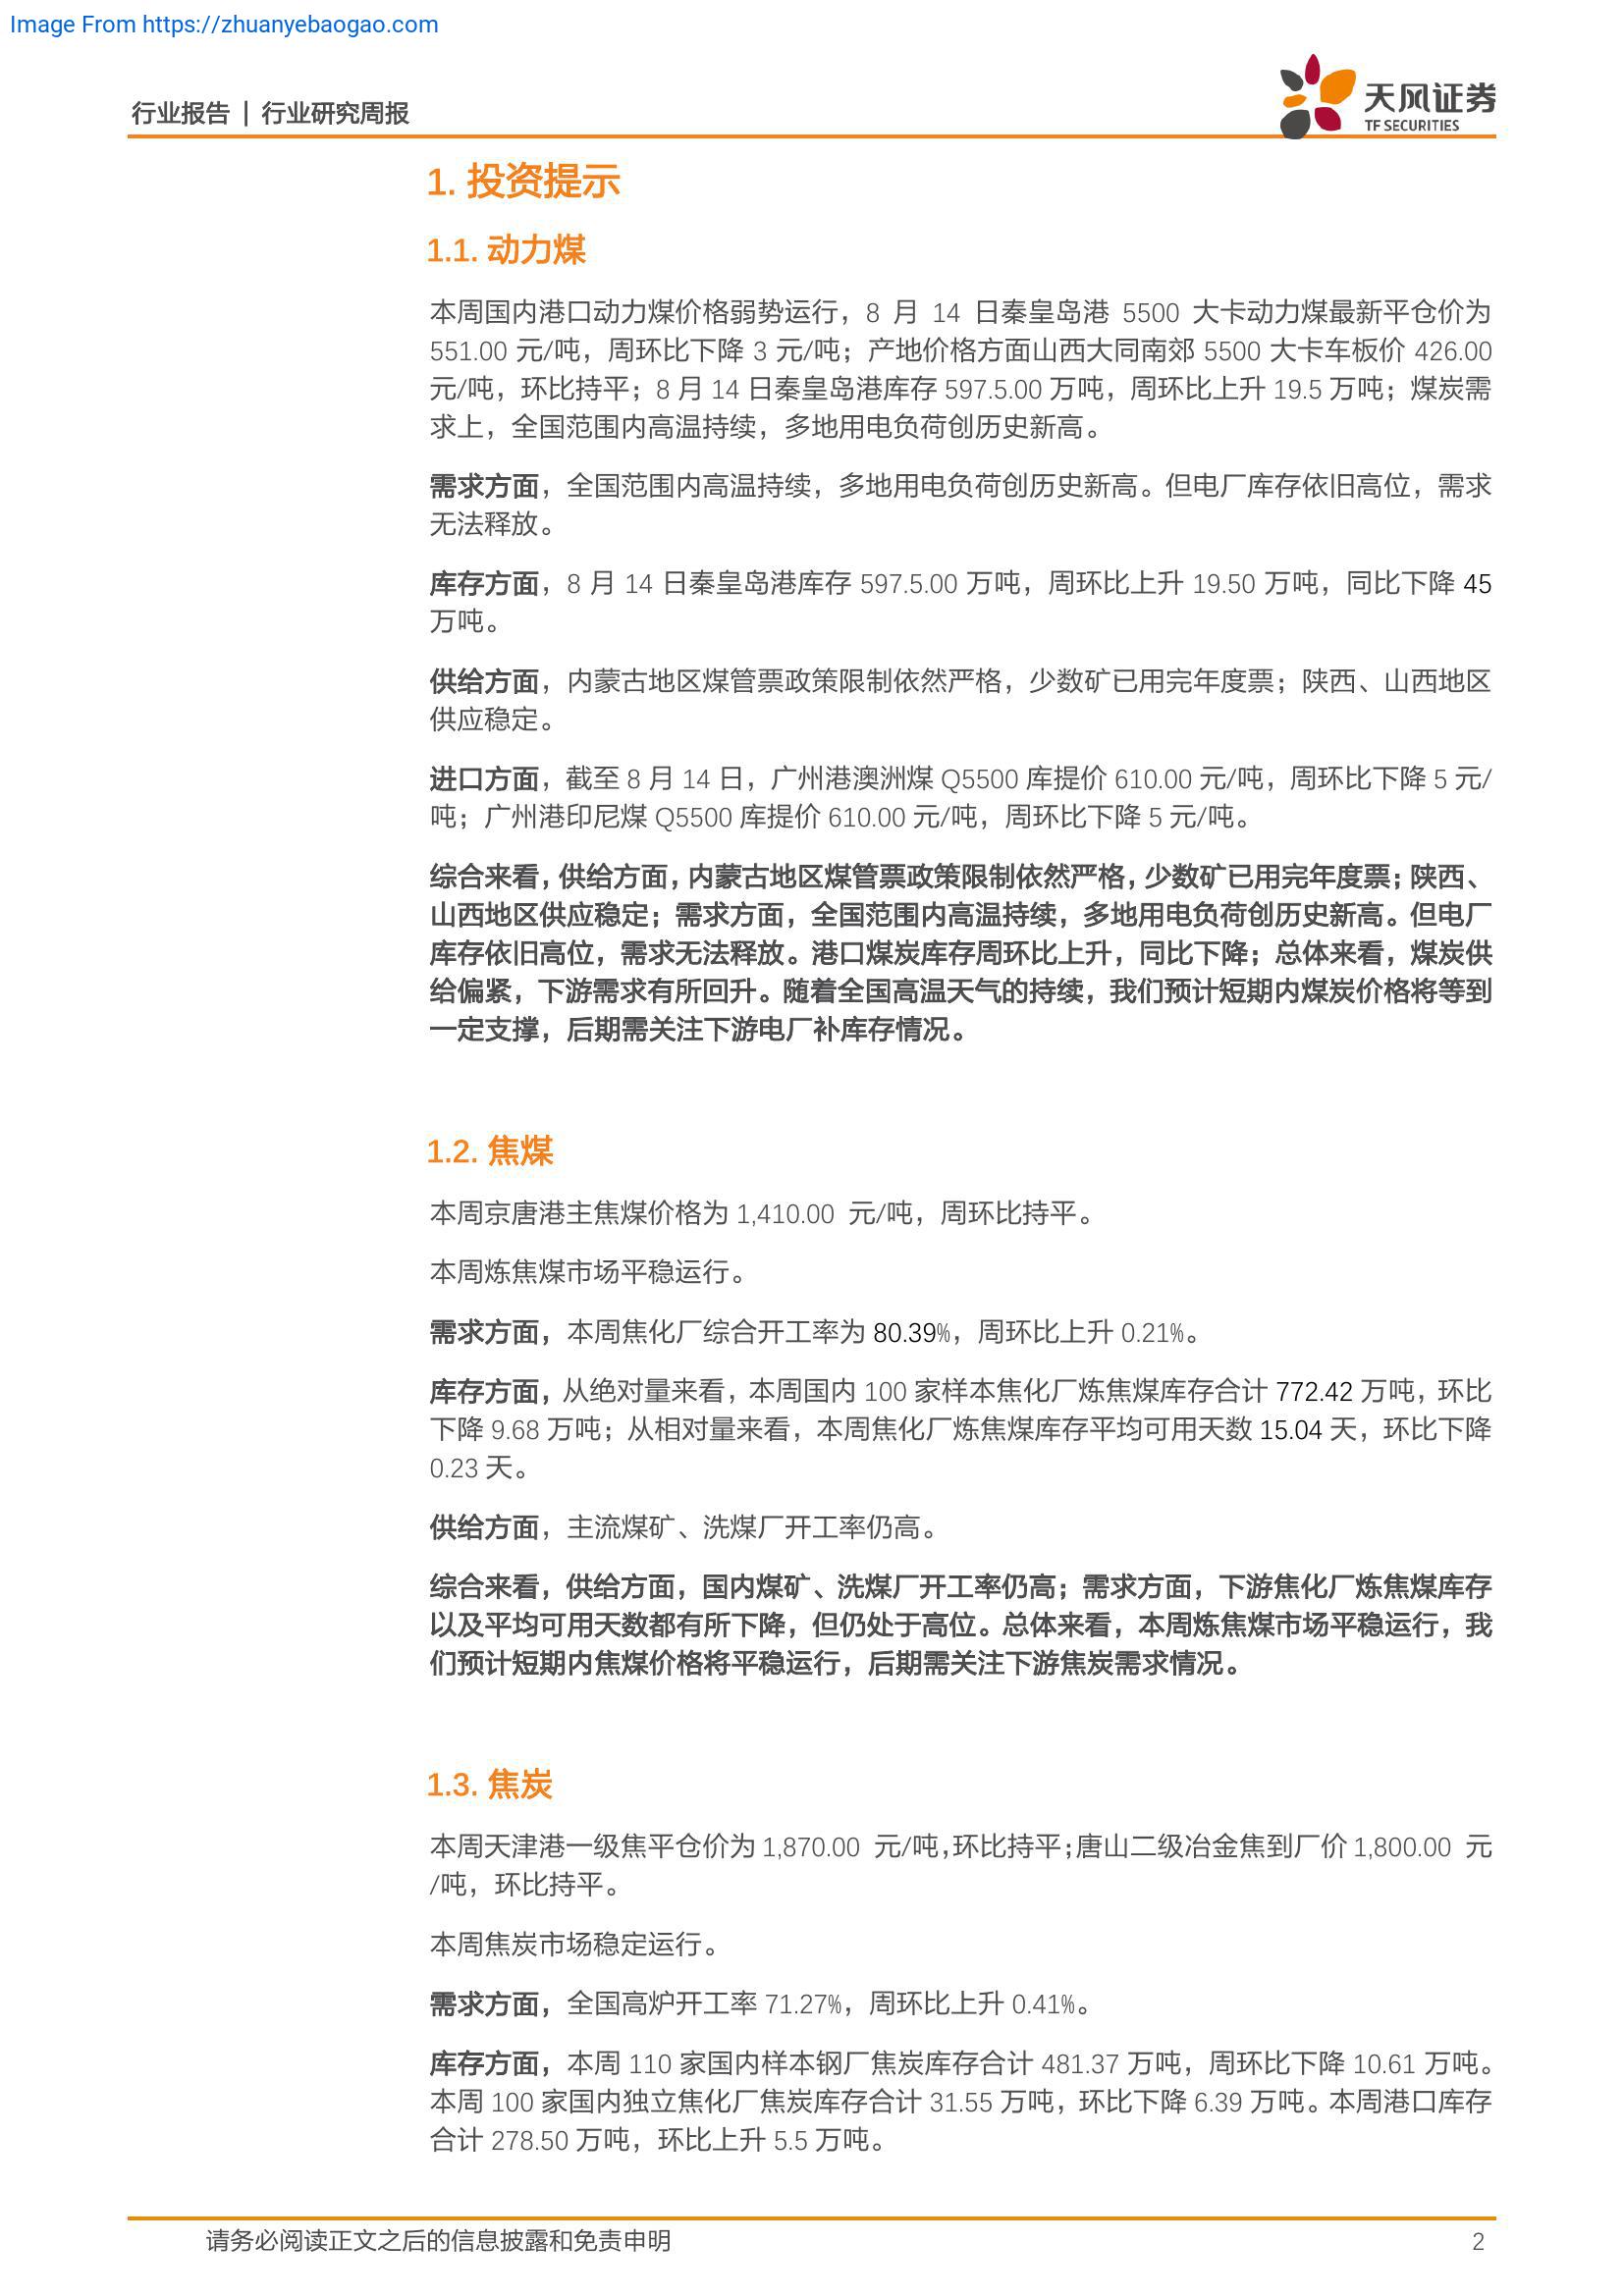 Image From https://zhuanyebaogao.com
行业报告 | 行业研究周报
天风证券
TF SECURITIES
1. 投资提示
1.1. 动力煤
本周国内港口动力煤价格弱势运行，8 月 14 日秦皇岛港 5500 大卡动力煤最新平仓价为
551.00 元/吨，周环比下降 3 元/吨；产地价格方面山西大同南郊 5500 大卡车板价 426.00
元/吨，环比持平；8 月 14 日秦皇岛港库存 597.5.00 万吨，周环比上升 19.5 万吨；煤炭需
求上，全国范围内高温持续，多地用电负荷创历史新高。
需求方面，全国范围内高温持续，多地用电负荷创历史新高。但电厂库存依旧高位，需求
无法释放。
库存方面，8 月 14 日秦皇岛港库存 597.5.00 万吨，周环比上升 19.50 万吨，同比下降 45
万吨。
供给方面，内蒙古地区煤管票政策限制依然严格，少数矿已用完年度票；陕西、山西地区
供应稳定。
进口方面，截至 8 月 14 日，广州港澳洲煤 Q5500 库提价 610.00 元/吨，周环比下降 5 元/
吨；广州港印尼煤 Q5500 库提价 610.00 元/吨，周环比下降 5 元/吨。
综合来看，供给方面，内蒙古地区煤管票政策限制依然严格，少数矿已用完年度票；陕西、
山西地区供应稳定；需求方面，全国范围内高温持续，多地用电负荷创历史新高。但电厂
库存依旧高位，需求无法释放。港口煤炭库存周环比上升，同比下降；总体来看，煤炭供
给偏紧，下游需求有所回升。随着全国高温天气的持续，我们预计短期内煤炭价格将等到
一定支撑，后期需关注下游电厂补库存情况。
1.2. 焦煤
本周京唐港主焦煤价格为 1,410.00 元/吨，周环比持平。
本周炼焦煤市场平稳运行。
需求方面，本周焦化厂综合开工率为 80.39%，周环比上升 0.21%。
库存方面，从绝对量来看，本周国内 100 家样本焦化厂炼焦煤库存合计 772.42 万吨，环比
下降 9.68 万吨；从相对量来看，本周焦化厂炼焦煤库存平均可用天数 15.04 天，环比下降
0.23 天。
供给方面，主流煤矿、洗煤厂开工率仍高。
综合来看，供给方面，国内煤矿、洗煤厂开工率仍高；需求方面，下游焦化厂炼焦煤库存
以及平均可用天数都有所下降，但仍处于高位。总体来看，本周炼焦煤市场平稳运行，我
们预计短期内焦煤价格将平稳运行，后期需关注下游焦炭需求情况。
1.3. 焦炭
本周天津港一级焦平仓价为 1,870.00 元/吨，环比持平；唐山二级冶金焦到厂价 1,800.00 元
/吨，环比持平。
本周焦炭市场稳定运行。
需求方面，全国高炉开工率 71.27%，周环比上升 0.41%。
库存方面，本周 110 家国内样本钢厂焦炭库存合计 481.37 万吨，周环比下降 10.61 万吨。
本周 100 家国内独立焦化厂焦炭库存合计 31.55 万吨，环比下降 6.39 万吨。本周港口库存
合计 278.50 万吨，环比上升 5.5 万吨。
请务必阅读正文之后的信息披露和免责申明
2